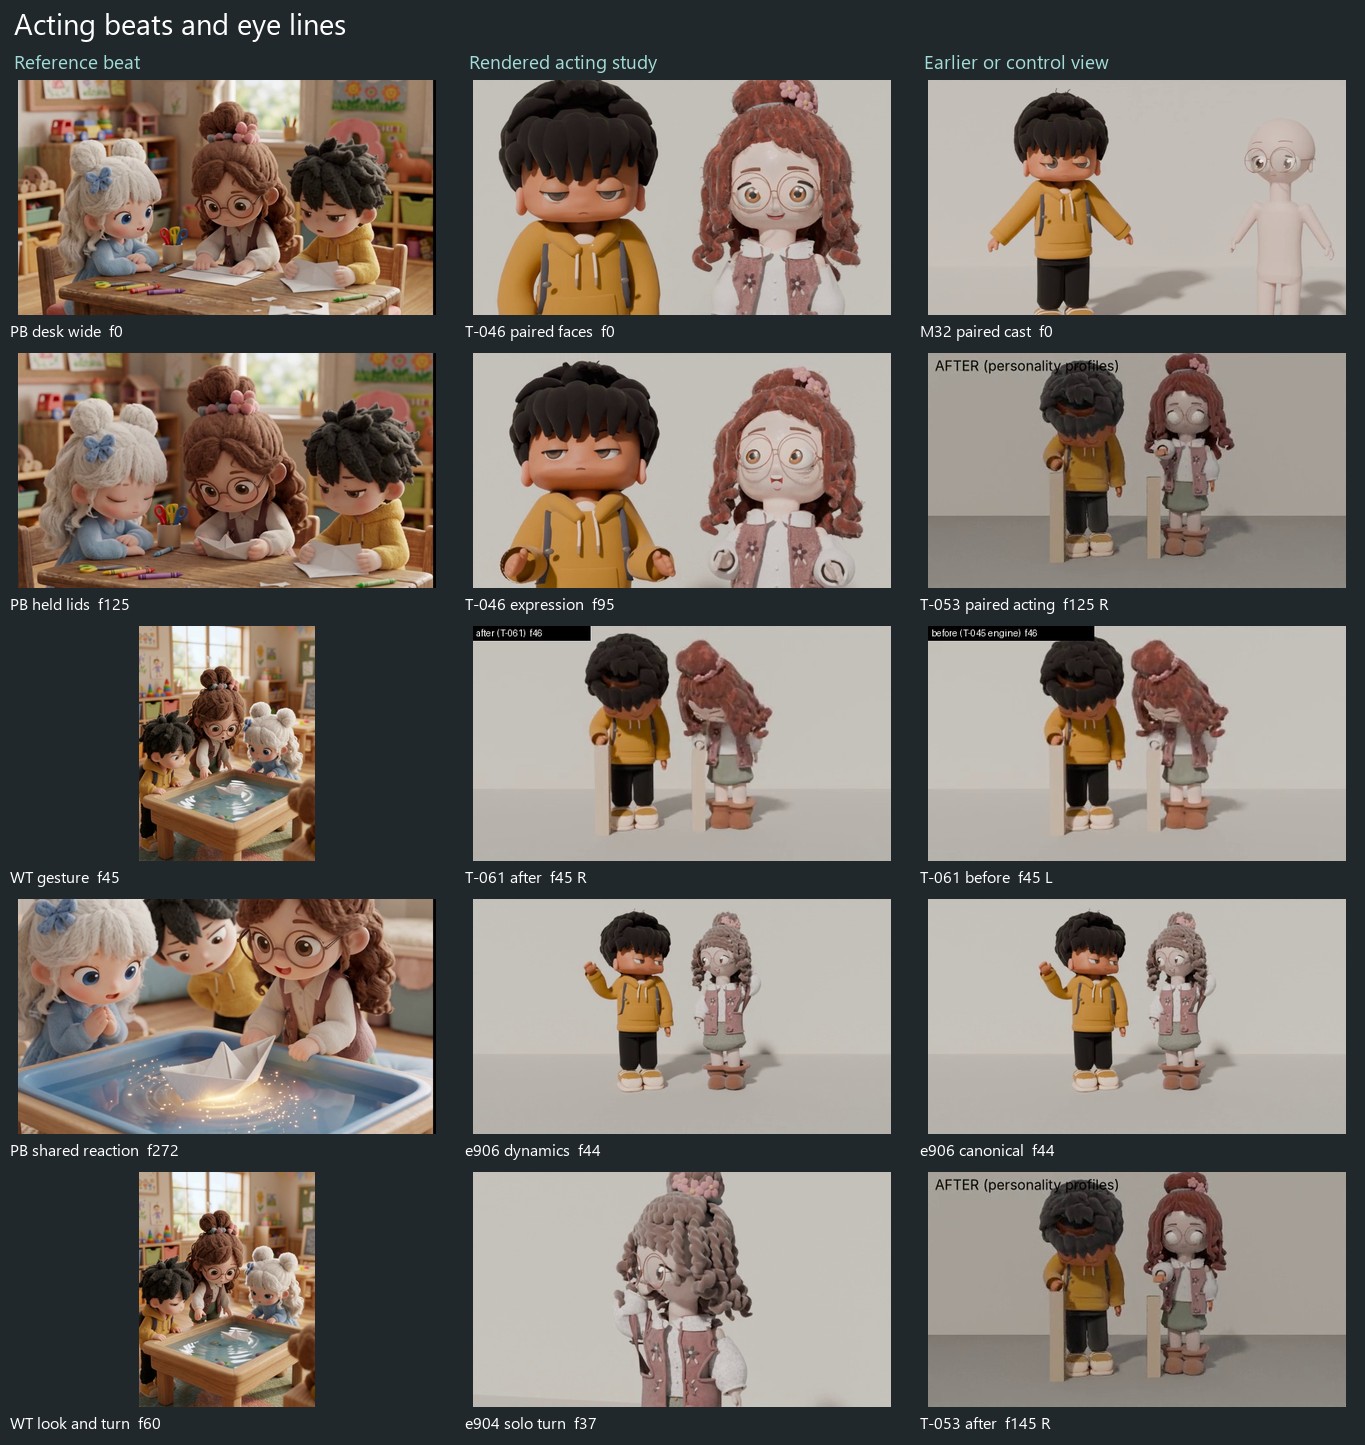 Acting beats and eye lines
Reference beat
Rendered acting study
Earlier or control view
PB desk wide f0
T-046 paired faces f0
M32 paired cast f0
AFTER (personality profiles)
PB held lids f125
T-046 expression f95
T-053 paired acting f125 R
after (T-061) f46
before (T-045 engine) f46
WT gesture f45
T-061 after f45 R
T-061 before f45 L
PB shared reaction f272
e906 dynamics f44
e906 canonical f44
AFTER (personality profiles)
WT look and turn f60
e904 solo turn f37
T-053 after f145 R